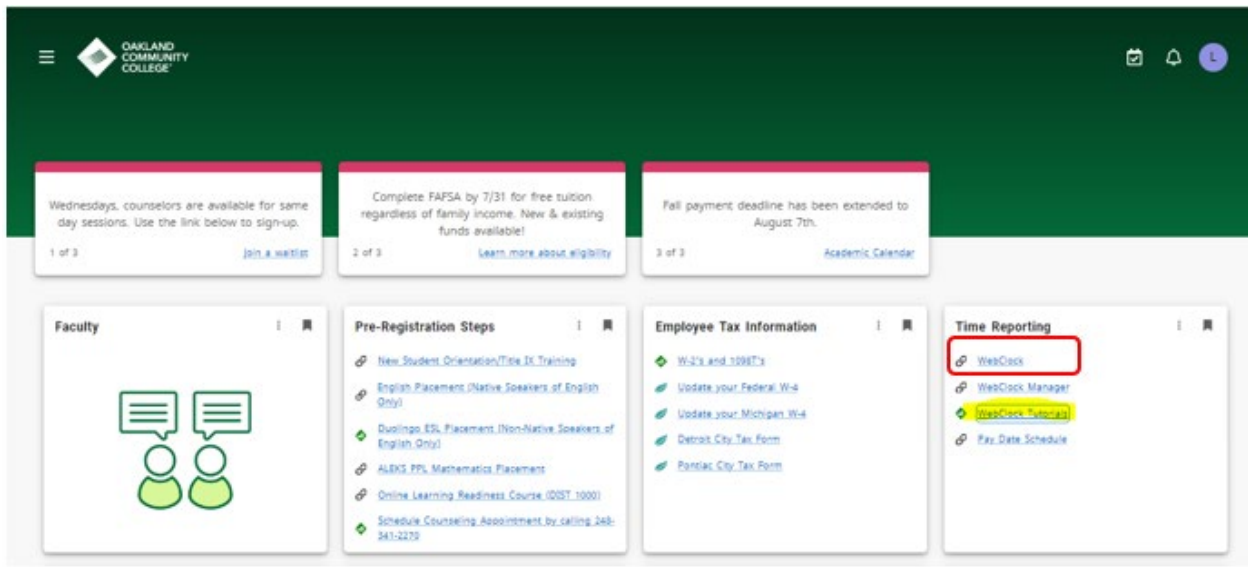 OAKLAND
COMMUNITY
COLLEGE
L
Wednesdays, counselors are available for same
day sessions. Use the link below to sign-up.
1 of 3
Join a waitlist
Complete FAFSA by 7/31 for free tuition
regardless of family income. New & existing
funds available!
2 of 3
Learn more about eligibility
Fall payment deadline has been extended to
August 7th.
3 of 3
Academic Calendar
Faculty
Pre-Registration Steps
New Student Orientation/Title IX Training
English Placement (Native Speakers of English
Only)
Duolingo ESL Placement (Non-Native Speakers of
English Only)
ALEKS PPL Mathematics Placement
Online Learning Readiness Course (DIST 1000)
Schedule Counseling Appointment by calling 248-
341-2270
Employee Tax Information
W-2's and 1098T's
Update your Federal W-4
Update your Michigan W-4
Detroit City Tax Form
Pontiac City Tax Form
Time Reporting
WebClock
WebClock Manager
WebClock Tutorials
Pay Date Schedule